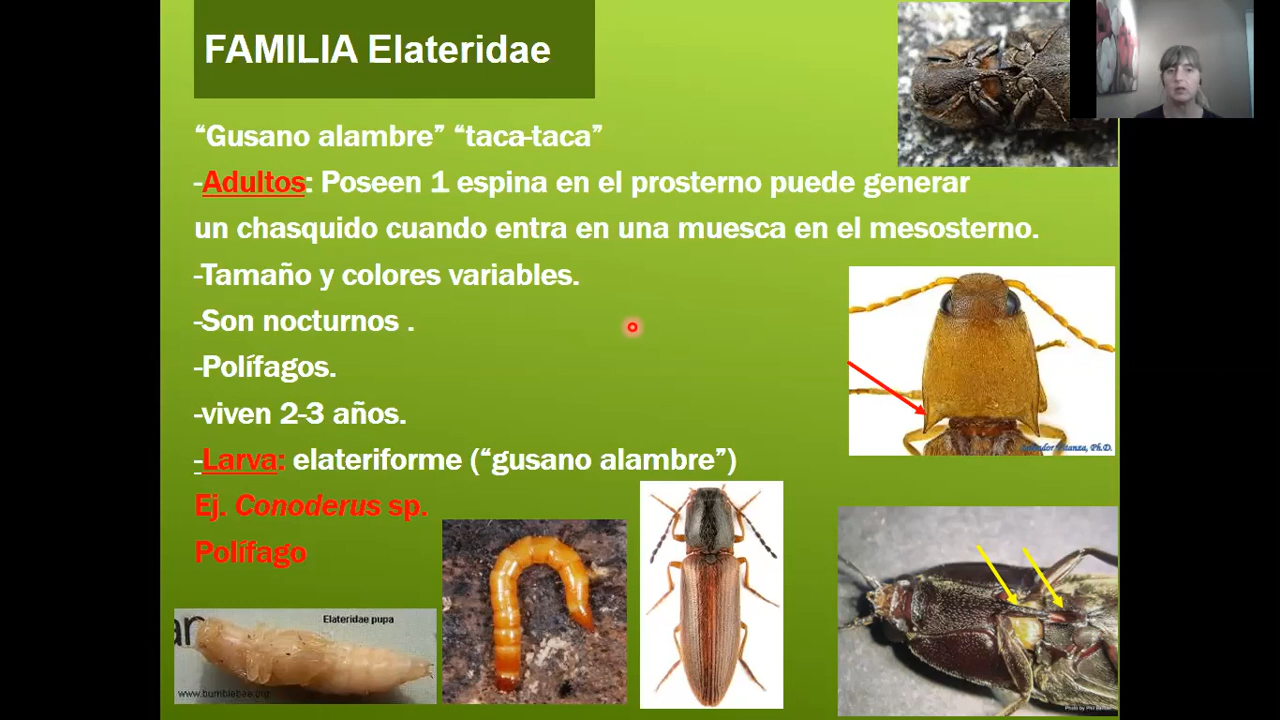 FAMILIA Elateridae
“Gusano alambre” “taca-taca”
-Adultos: Poseen 1 espina en el prosterno puede generar
un chasquido cuando entra en una muesca en el mesosterno.
-Tamaño y colores variables.
-Son nocturnos .
-Polífagos.
-viven 2-3 años.
-Larva: elateriforme (“gusano alambre”)
Ej. Conoderus sp.
Polífago
Elateridae pupa
www.bumblebee.org
Ph.D.